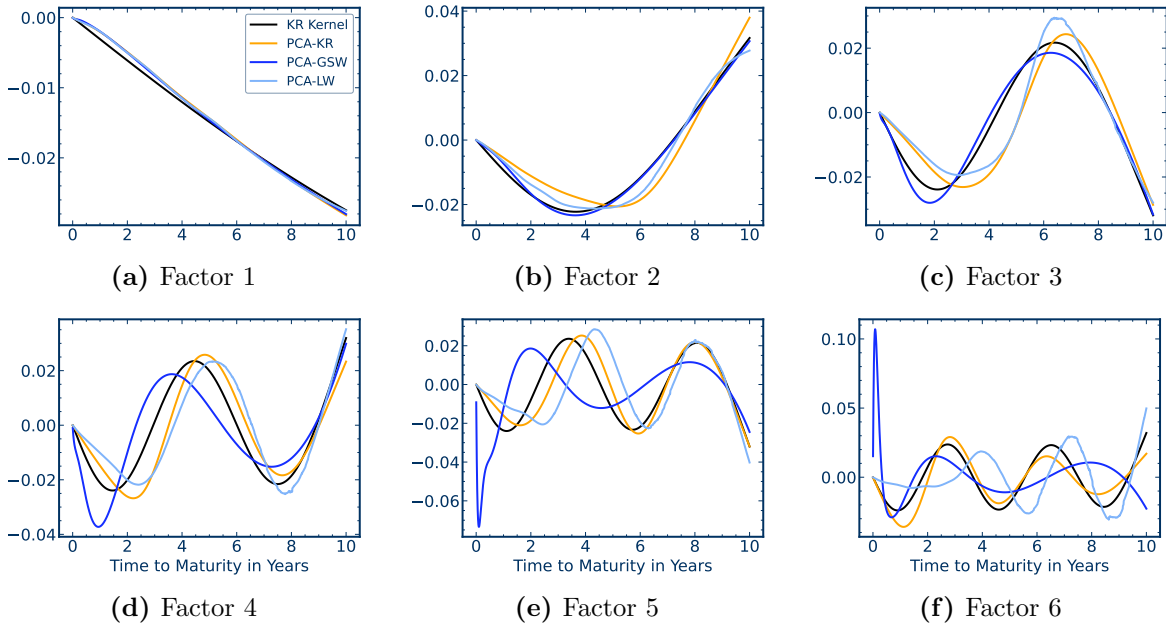 0.00
−0.01
−0.02
0 2 4 6 8 10
KR Kernel
PCA-KR
PCA-GSW
PCA-LW
(a) Factor 1
0.04
0.02
0.00
−0.02
0 2 4 6 8 10
(b) Factor 2
0.02
0.00
−0.02
0 2 4 6 8 10
(c) Factor 3
0.02
0.00
−0.02
−0.04
0 2 4 6 8 10
Time to Maturity in Years
(d) Factor 4
0.02
0.00
−0.02
−0.04
−0.06
0 2 4 6 8 10
Time to Maturity in Years
(e) Factor 5
0.10
0.05
0.00
0 2 4 6 8 10
Time to Maturity in Years
(f) Factor 6